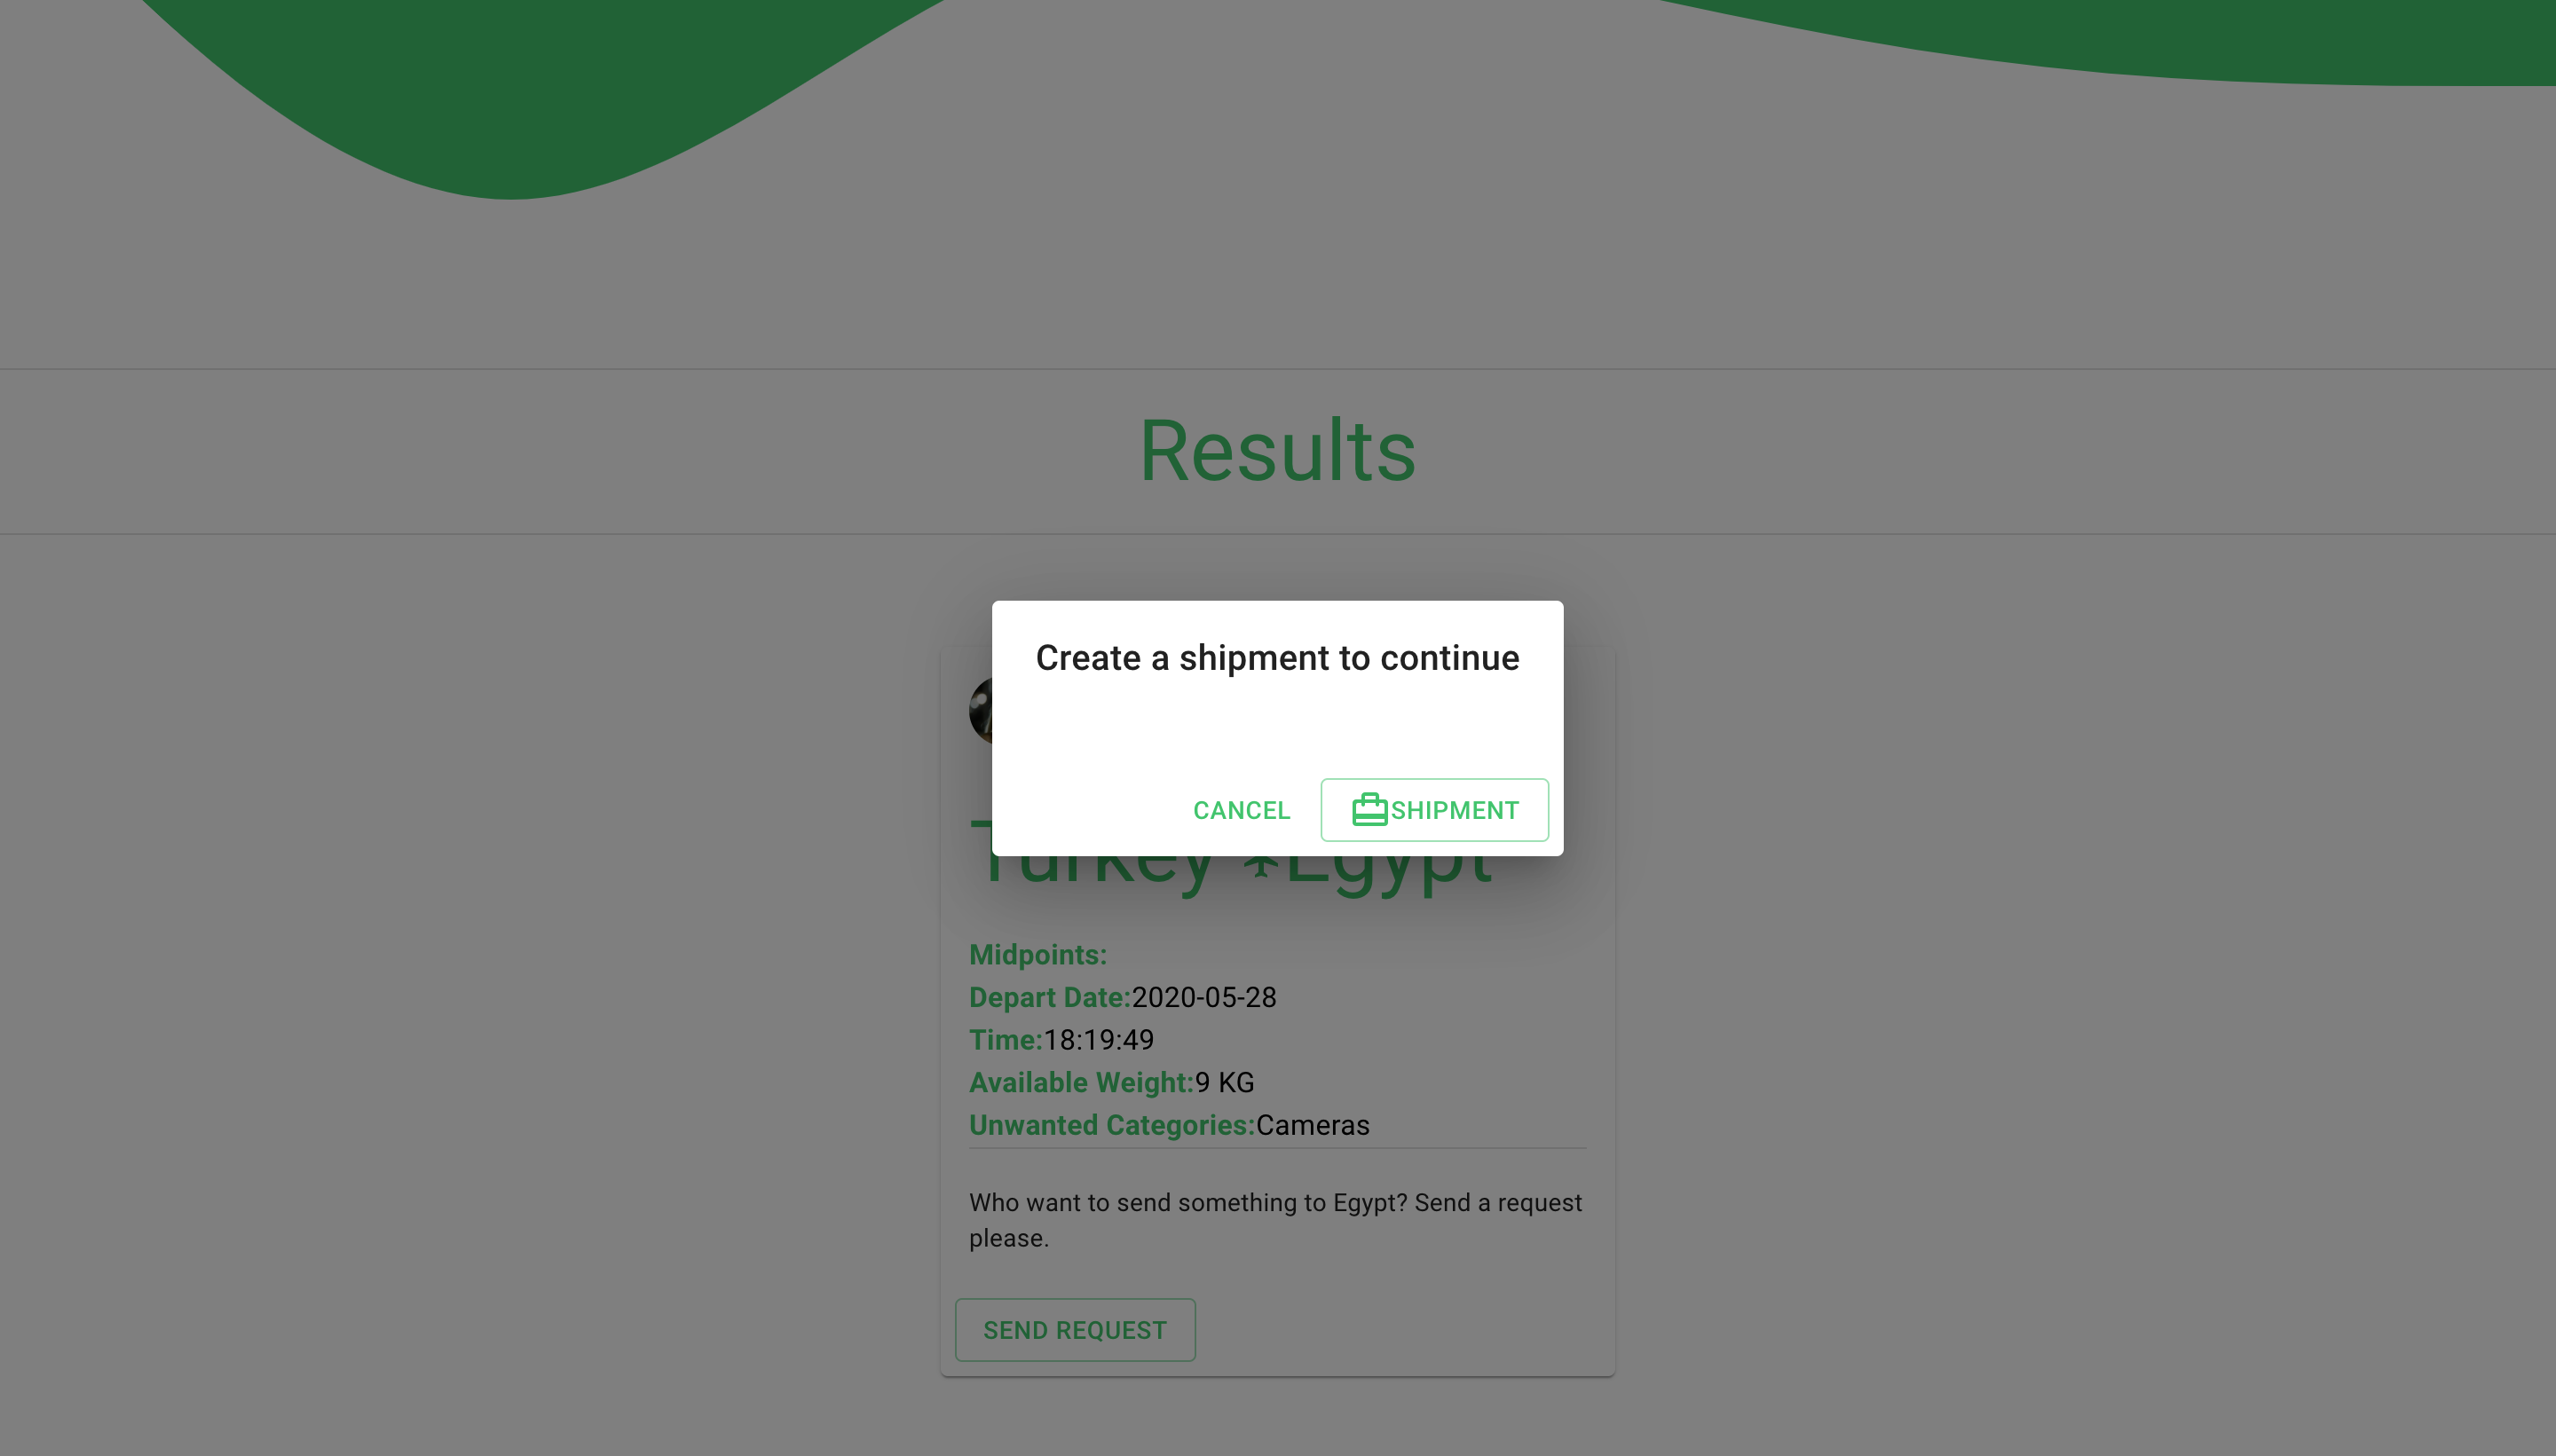 Results
Create a shipment to continue
CANCEL
SHIPMENT
Turkey Egypt
Midpoints:
Depart Date:2020-05-28
Time:18:19:49
Available Weight:9 KG
Unwanted Categories:Cameras
Who want to send something to Egypt? Send a request
please.
SEND REQUEST